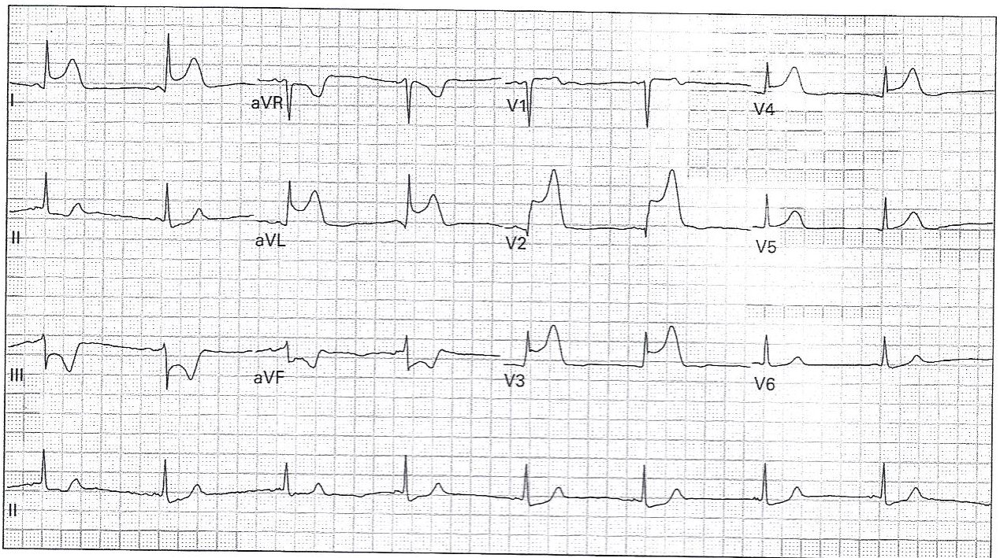 I aVR V1 V4
II aVL V2 V5
III aVF V3 V6
II